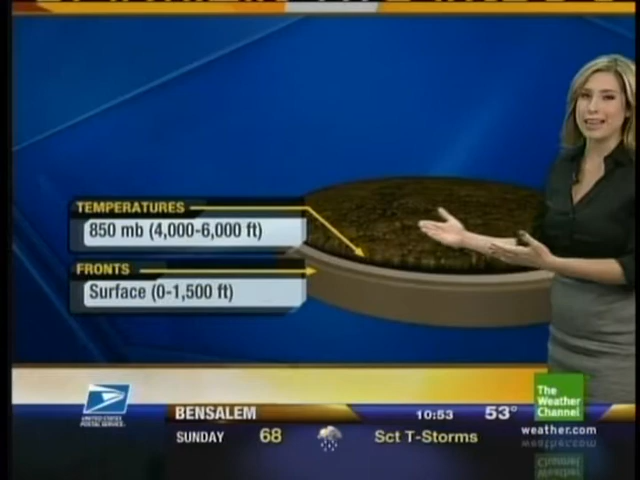 TEMPERATURES
850 mb (4,000-6,000 ft)
FRONTS
Surface (0-1,500 ft)
UNITED STATES
POSTAL SERVICE
BENSALEM
10:53 53°
SUNDAY 68 Sct T-Storms
The
Weather
Channel
weather.com